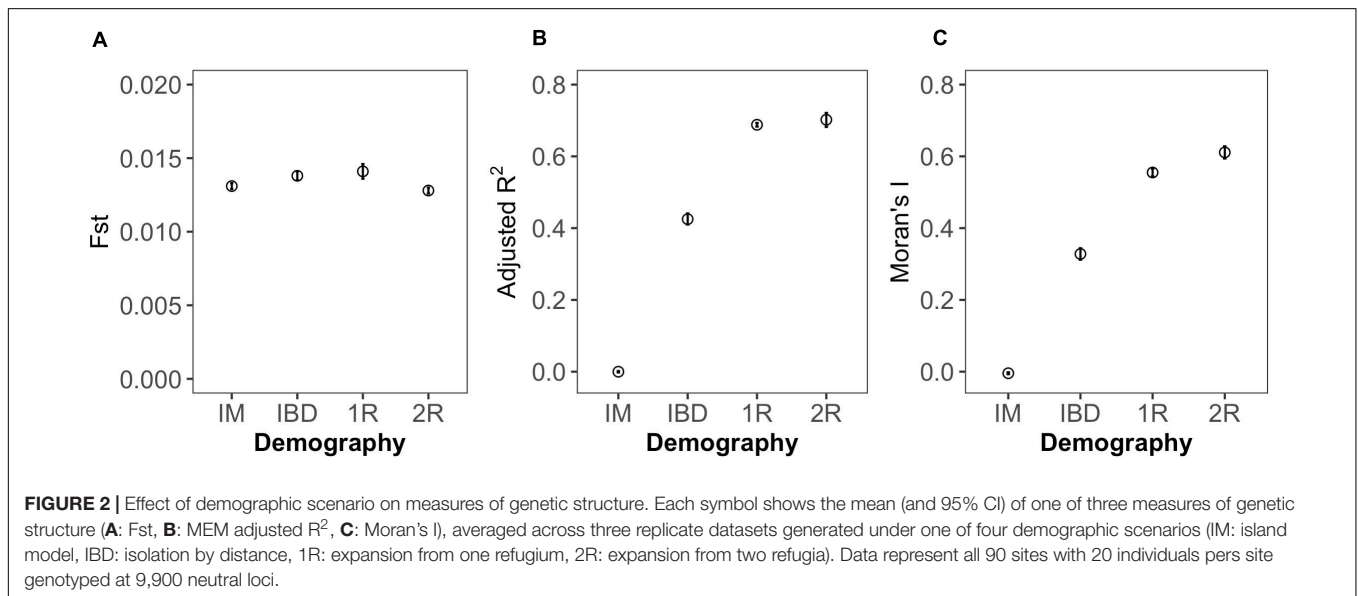 A
B
C
0.020
0.015
0.010
0.005
0.000
Fst
IM IBD 1R 2R
Demography
0.8
0.6
0.4
0.2
0.0
Adjusted R²
IM IBD 1R 2R
Demography
0.8
0.6
0.4
0.2
0.0
Moran's I
IM IBD 1R 2R
Demography
FIGURE 2 | Effect of demographic scenario on measures of genetic structure. Each symbol shows the mean (and 95% CI) of one of three measures of genetic
structure (A: Fst, B: MEM adjusted R², C: Moran's I), averaged across three replicate datasets generated under one of four demographic scenarios (IM: island
model, IBD: isolation by distance, 1R: expansion from one refugium, 2R: expansion from two refugia). Data represent all 90 sites with 20 individuals pers site
genotyped at 9,900 neutral loci.